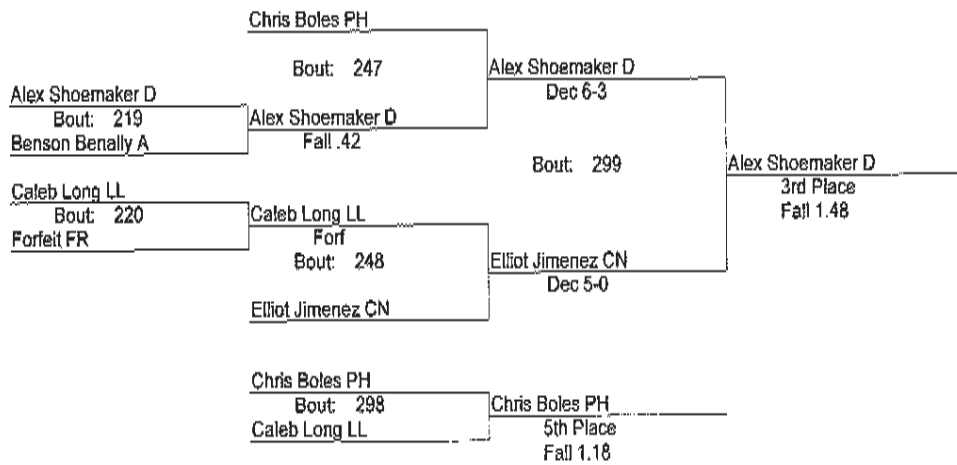 Chris Boles PH
Bout: 247
Alex Shoemaker D
Dec 6-3
Alex Shoemaker D
Bout: 219
Benson Benally A
Alex Shoemaker D
Fall .42
Bout: 299
Alex Shoemaker D
3rd Place
Fall 1.48
Caleb Long LL
Bout: 220
Forfeit FR
Caleb Long LL
Forf
Bout: 248
Elliot Jimenez CN
Dec 5-0
Elliot Jimenez CN
Chris Boles PH
Bout: 298
Caleb Long LL
Chris Boles PH
5th Place
Fall 1.18